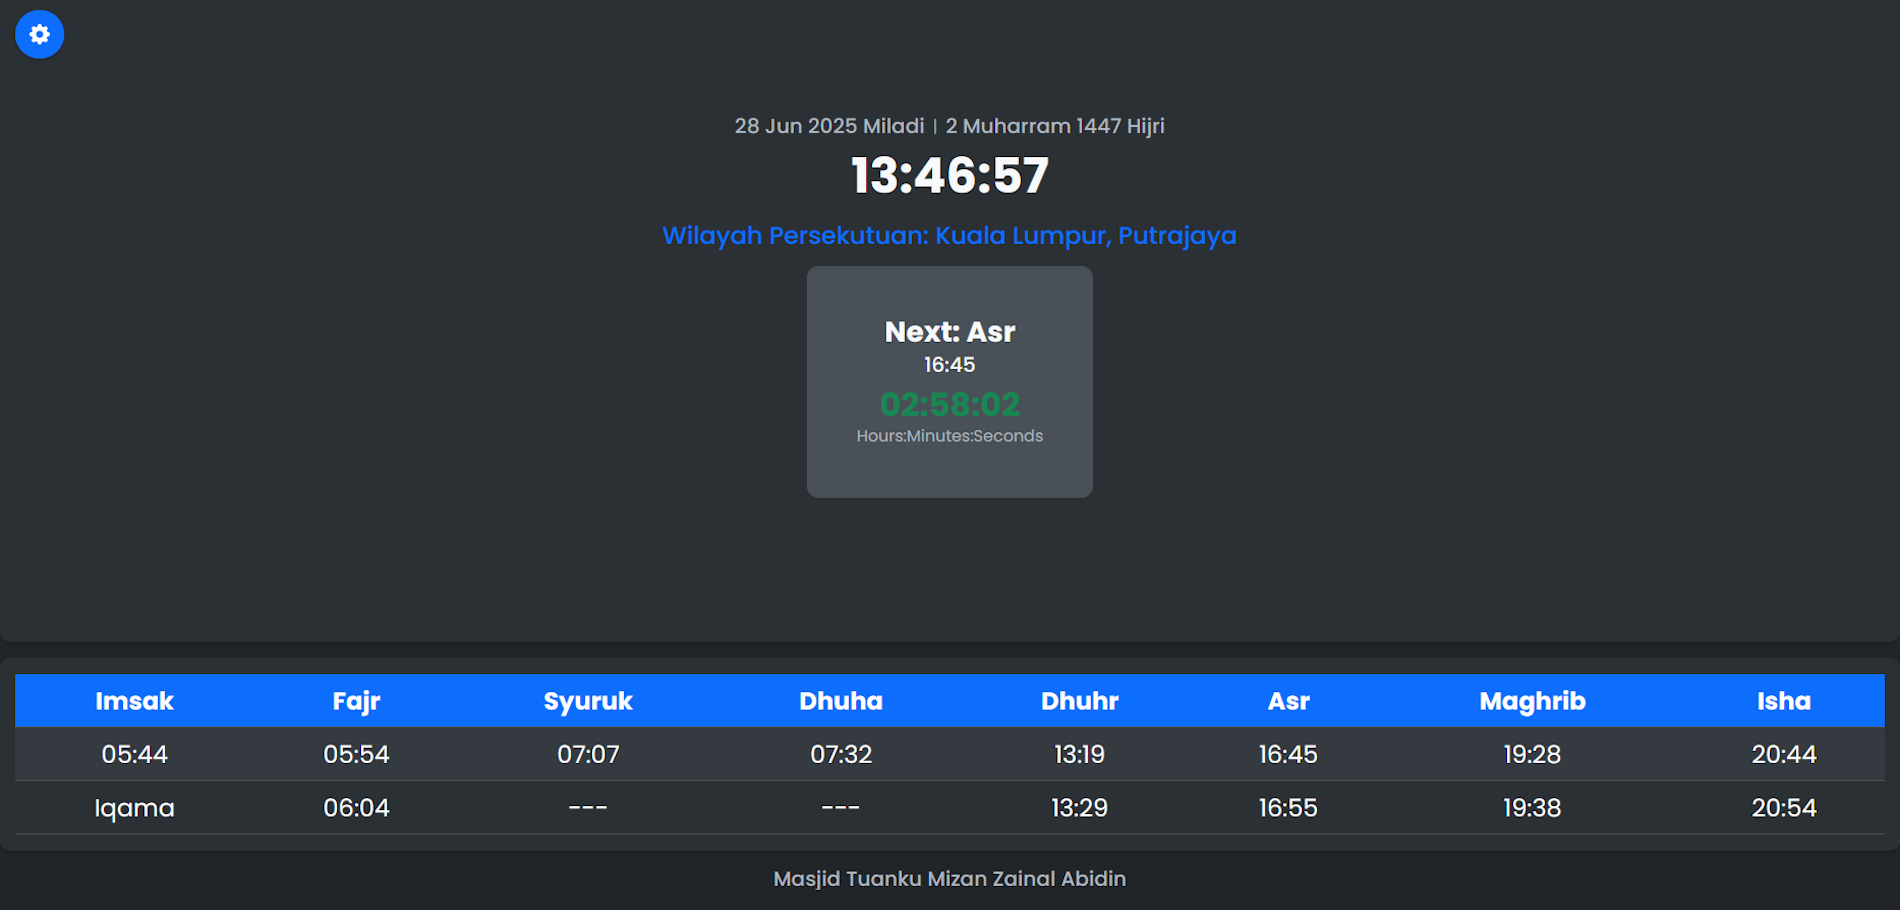 28 Jun 2025 Miladi | 2 Muharram 1447 Hijri
13:46:57
Wilayah Persekutuan: Kuala Lumpur, Putrajaya
Next: Asr
16:45
02:58:02
Hours:Minutes:Seconds
Imsak Fajr Syuruk Dhuha Dhuhr Asr Maghrib Isha
05:44 05:54 07:07 07:32 13:19 16:45 19:28 20:44
Iqama 06:04 --- --- 13:29 16:55 19:38 20:54
Masjid Tuanku Mizan Zainal Abidin